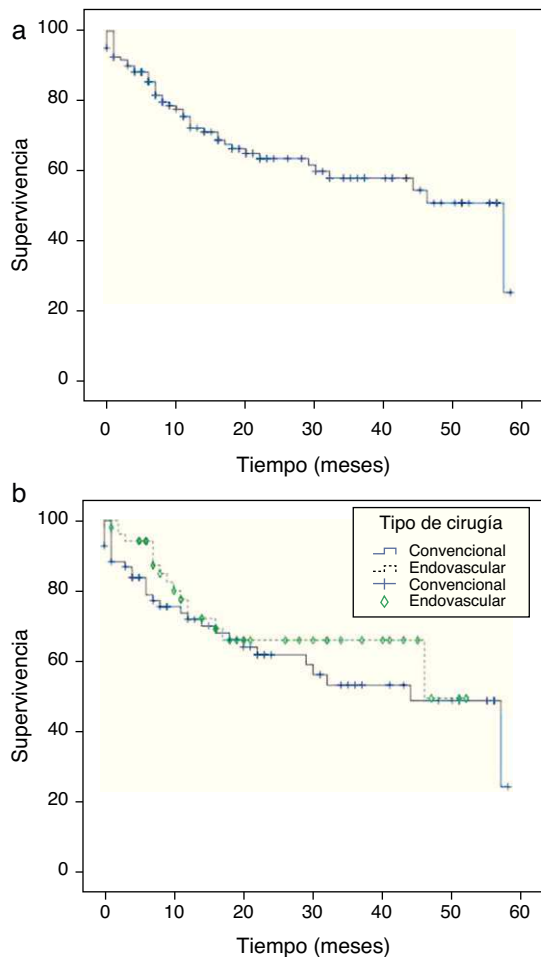 a
100
80
60
40
20
0
Supervivencia
0 10 20 30 40 50 60
Tiempo (meses)
b
100
80
60
40
20
0
Supervivencia
Tipo de cirugía
Convencional
Endovascular
Convencional
Endovascular
0 10 20 30 40 50 60
Tiempo (meses)